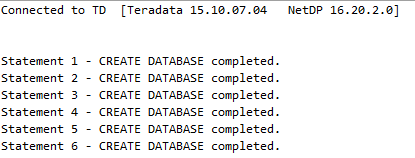 Connected to TD  [Teradata 15.10.07.04   NetDP 16.20.2.0]
Statement 1 - CREATE DATABASE completed.
Statement 2 - CREATE DATABASE completed.
Statement 3 - CREATE DATABASE completed.
Statement 4 - CREATE DATABASE completed.
Statement 5 - CREATE DATABASE completed.
Statement 6 - CREATE DATABASE completed.